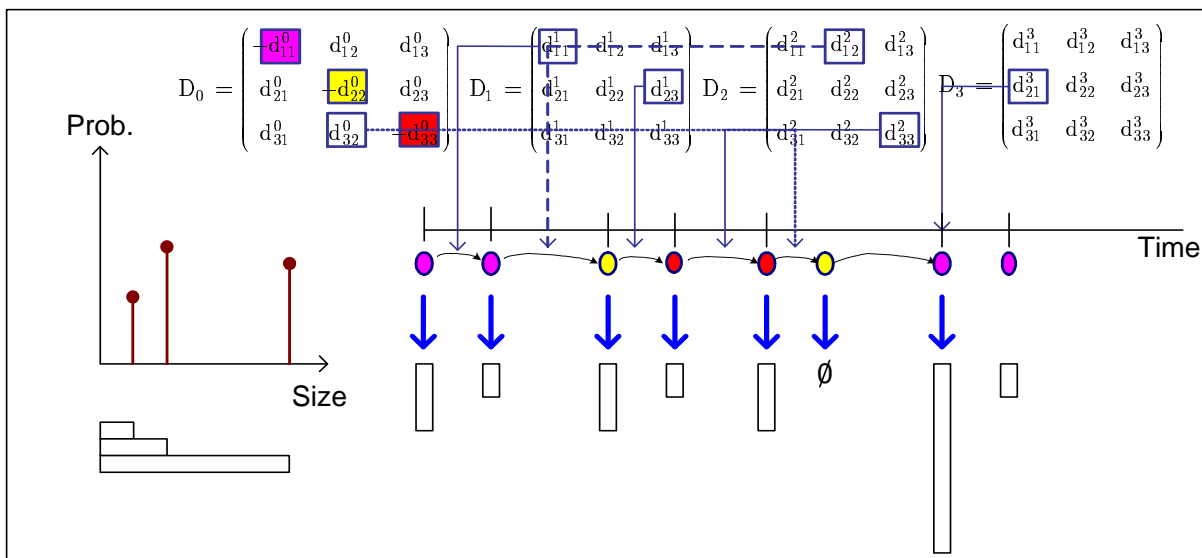 −d⁰₁₁ d⁰₁₂ d⁰₁₃ d¹₁₁ d¹₁₂ d¹₁₃ d²₁₁ d²₁₂ d²₁₃ d³₁₁ d³₁₂ d³₁₃
D₀ = d⁰₂₁ −d⁰₂₂ d⁰₂₃ D₁ = d¹₂₁ d¹₂₂ d¹₂₃ D₂ = d²₂₁ d²₂₂ d²₂₃ D₃ = d³₂₁ d³₂₂ d³₂₃
d⁰₃₁ d⁰₃₂ −d⁰₃₃ d¹₃₁ d¹₃₂ d¹₃₃ d²₃₁ d²₃₂ d²₃₃ d³₃₁ d³₃₂ d³₃₃
Prob.
Time
Size
∅